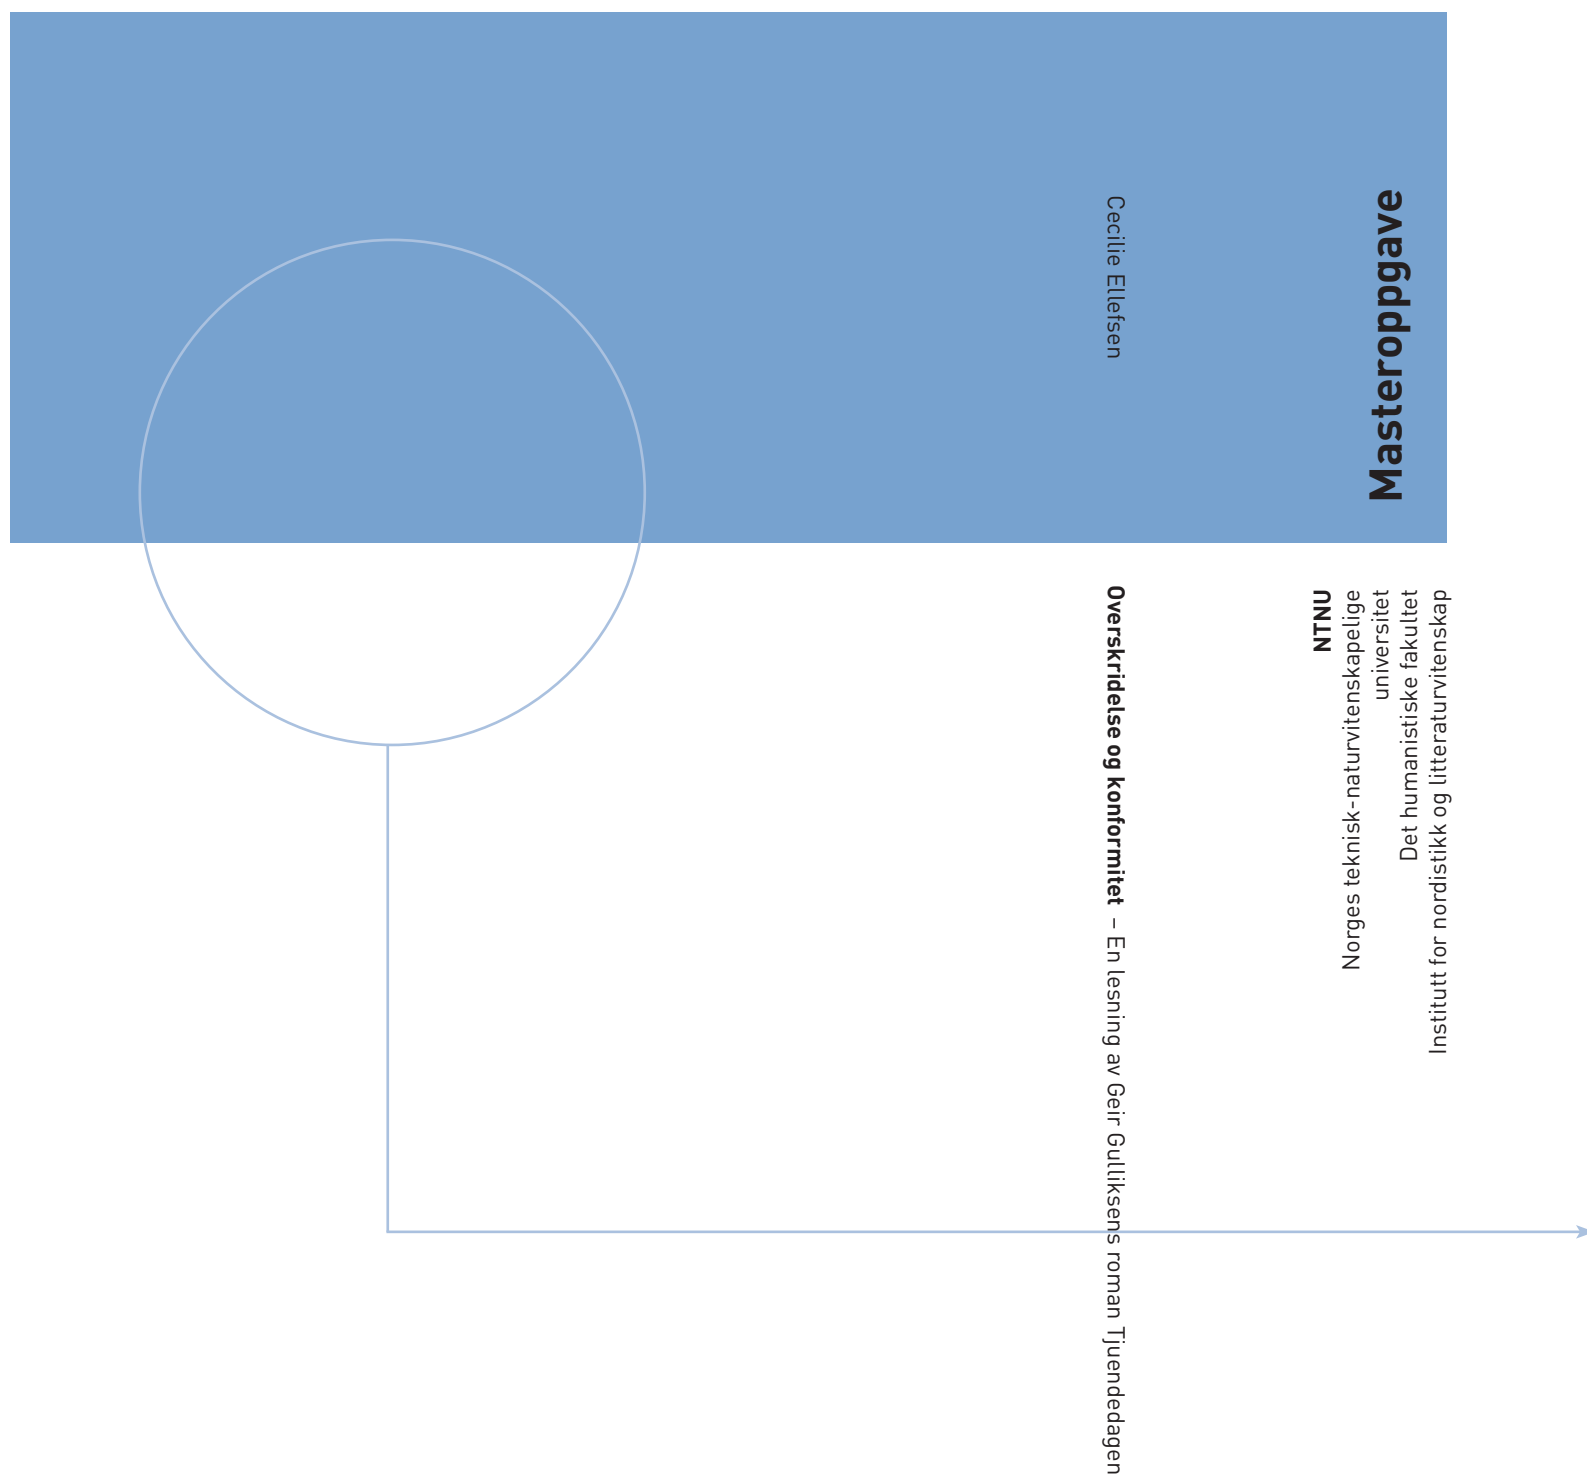 Cecilie Ellefsen
Overskridelse og konformitet – En lesning av Geir Gulliksens roman Tjuendedagen
Masteroppgave
NTNU
Norges teknisk-naturvitenskapelige
universitet
Det humanistiske fakultet
Institutt for nordistikk og litteraturvitenskap